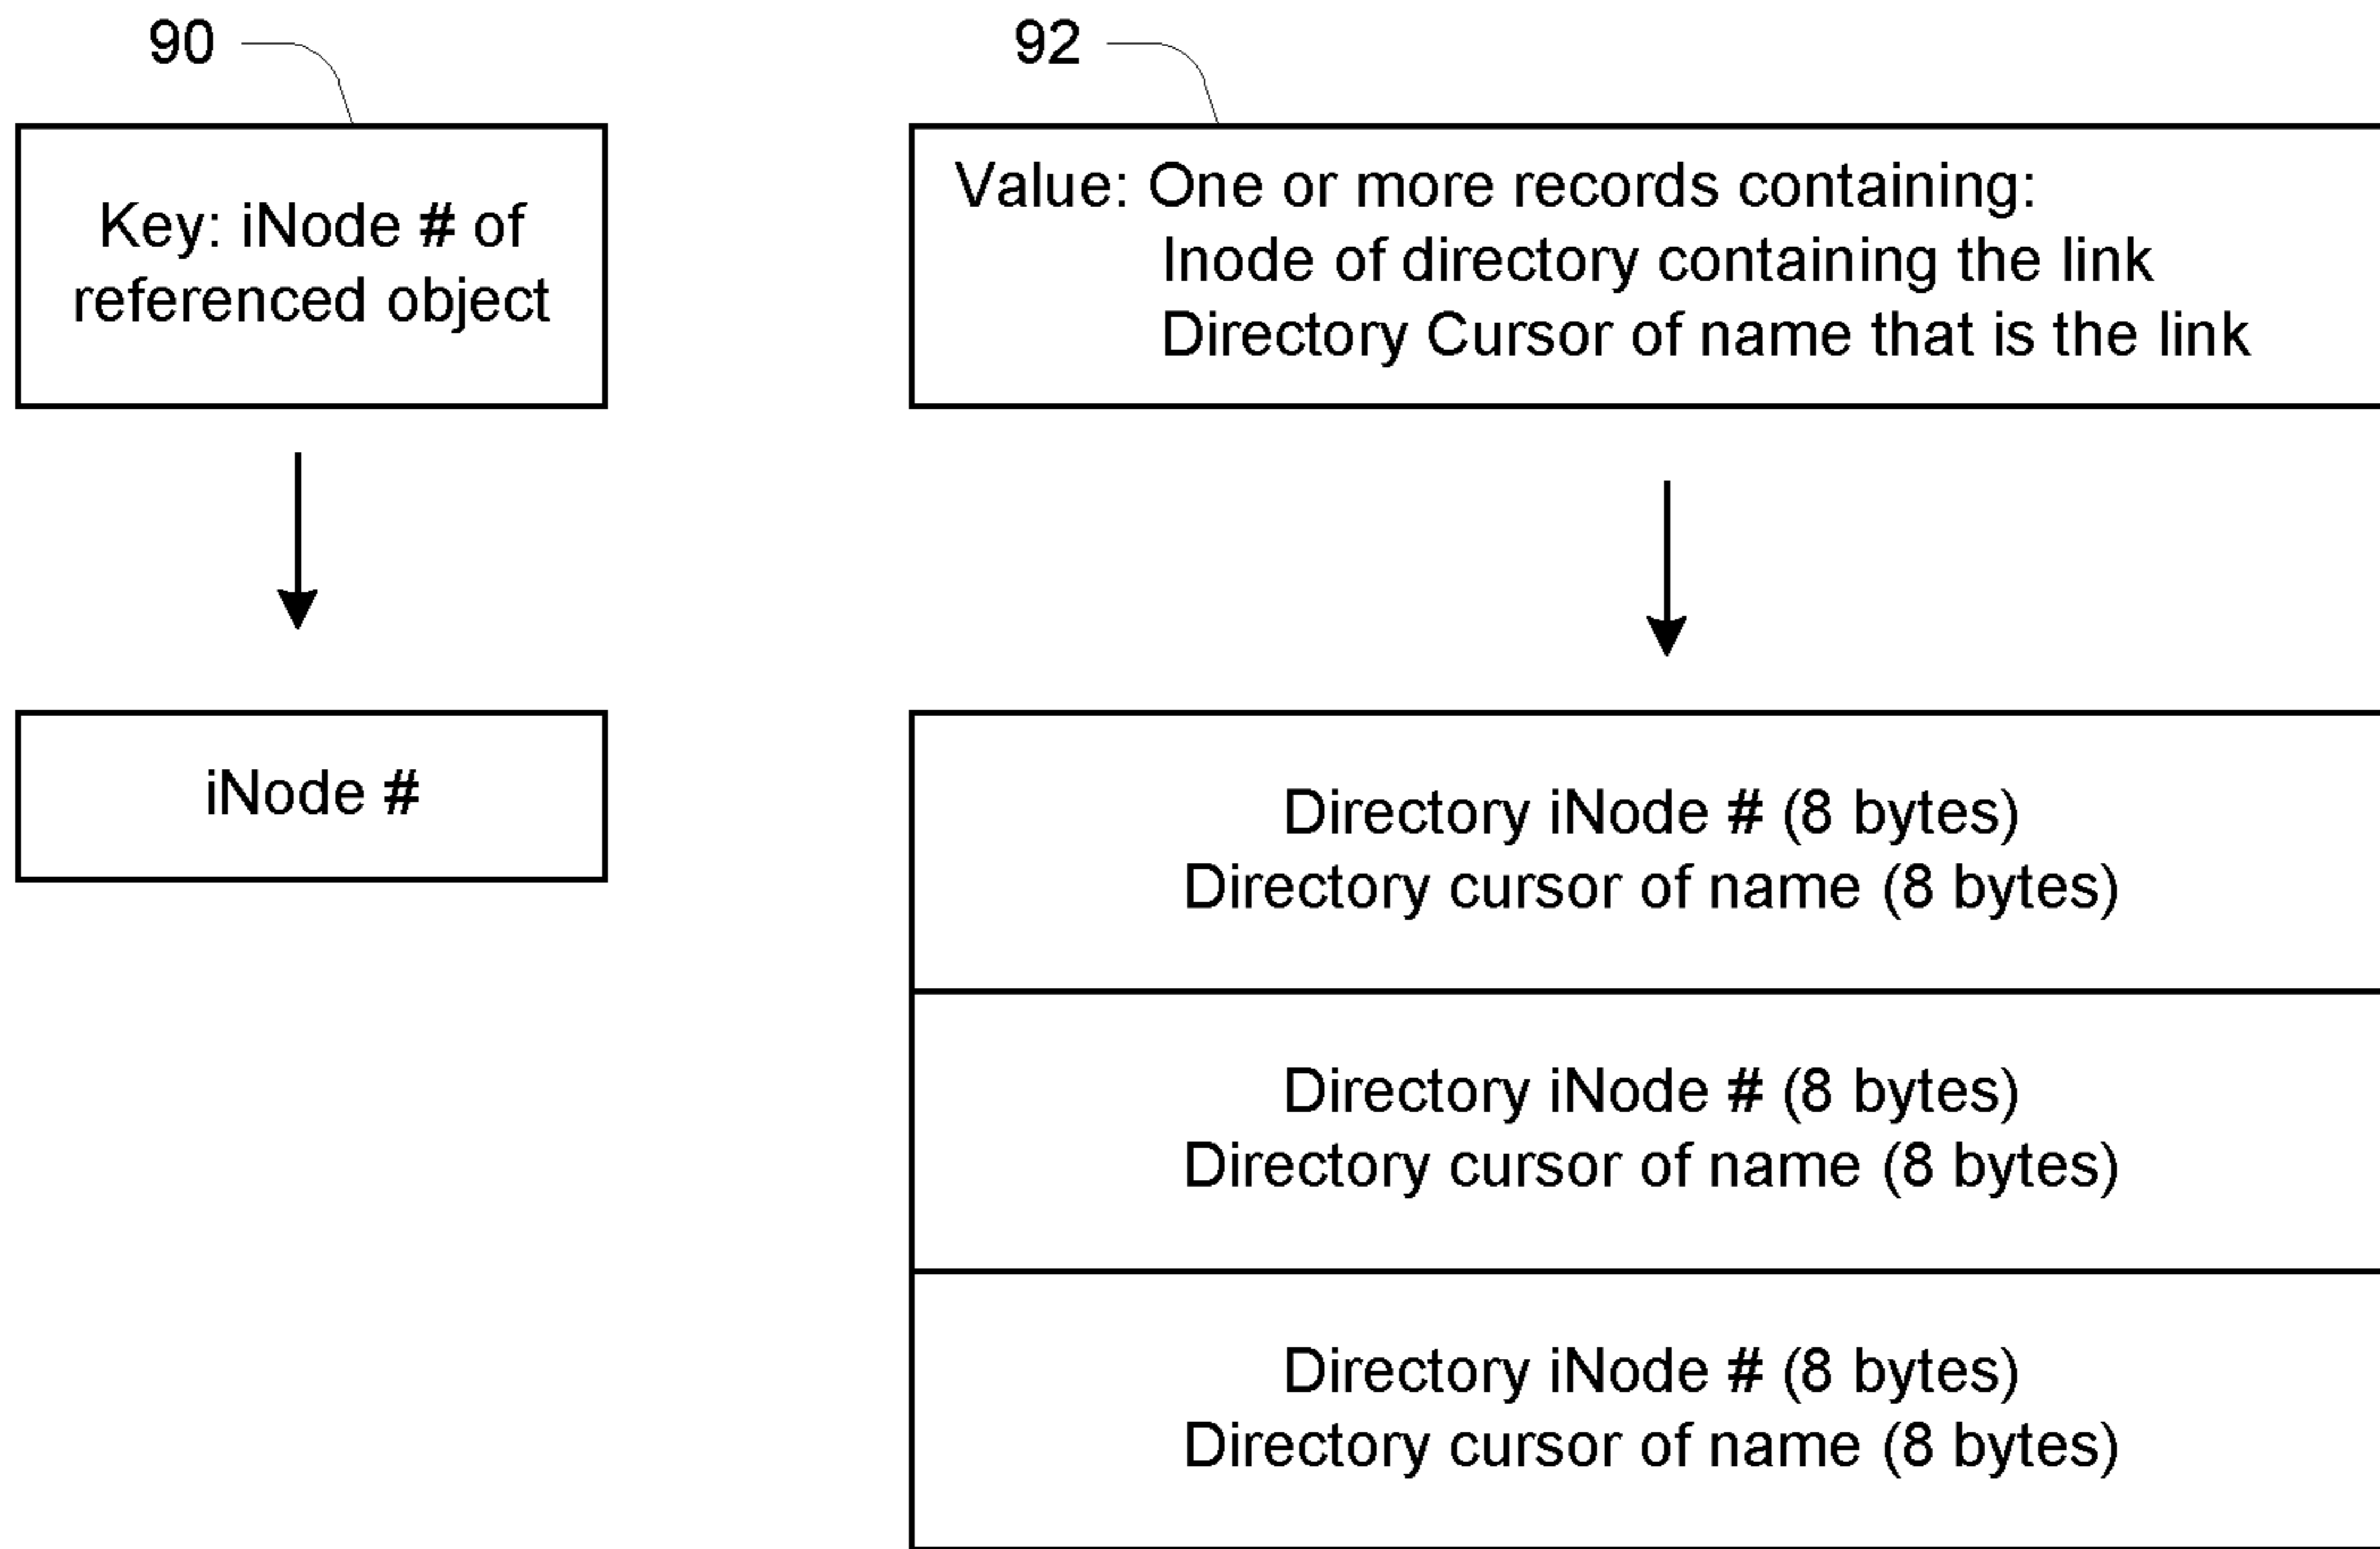 90
92
Key: iNode # of
referenced object
Value: One or more records containing:
Inode of directory containing the link
Directory Cursor of name that is the link
iNode #
Directory iNode # (8 bytes)
Directory cursor of name (8 bytes)
Directory iNode # (8 bytes)
Directory cursor of name (8 bytes)
Directory iNode # (8 bytes)
Directory cursor of name (8 bytes)